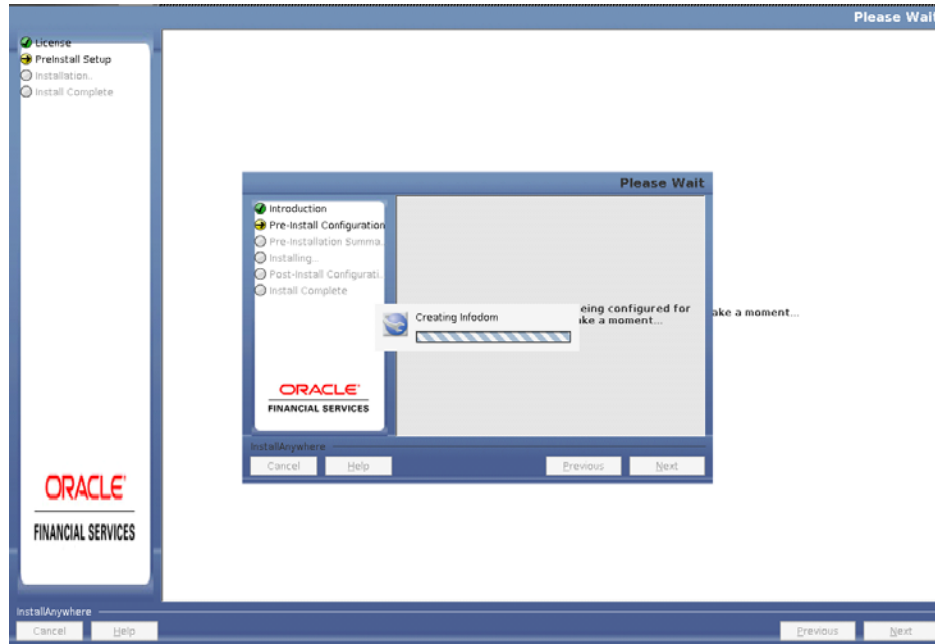 Please Wait
License
PreInstall Setup
Installation..
Install Complete
Please Wait
Introduction
Pre-Install Configuration
Pre-Installation Summa..
Installing..
Post-Install Configurati..
Install Complete
eing configured for
ake a moment...
ake a moment...
Creating Infodom
ORACLE
FINANCIAL SERVICES
InstallAnywhere
Cancel
Help
Previous
Next
ORACLE
FINANCIAL SERVICES
InstallAnywhere
Cancel
Help
Previous
Next